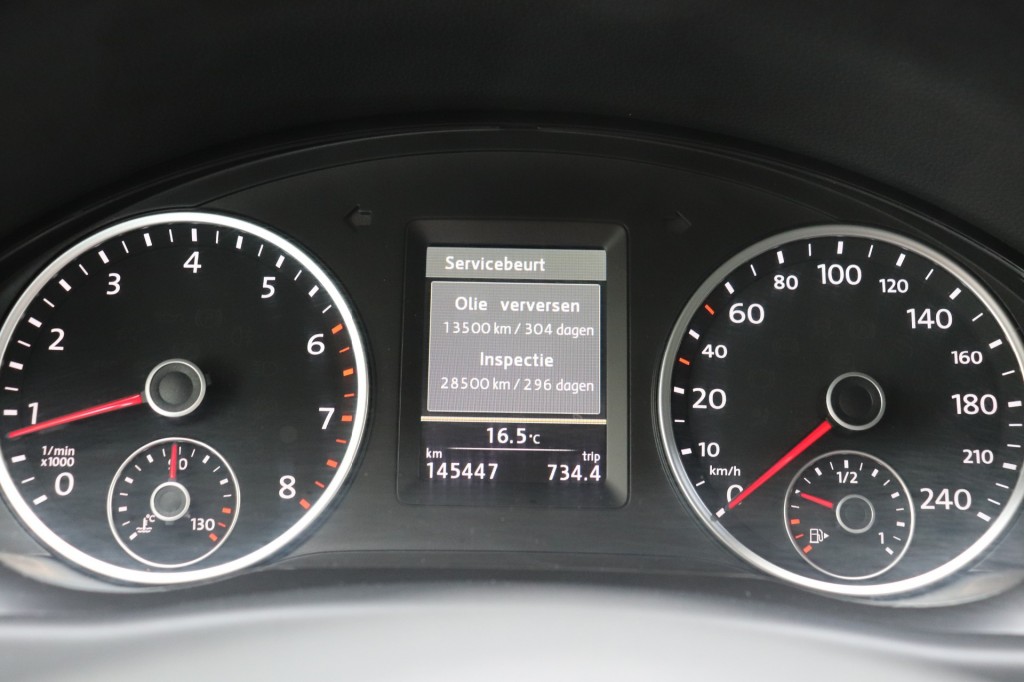 0
1
2
3
4
5
6
7
8
1/min
x1000
90
130
°C
Servicebeurt
Olie verversen
13500 km / 304 dagen
Inspectie
28500 km / 296 dagen
16.5°C
km trip
145447 734.4
0
10
20
40
60
80
100
120
140
160
180
210
240
km/h
1/2
1